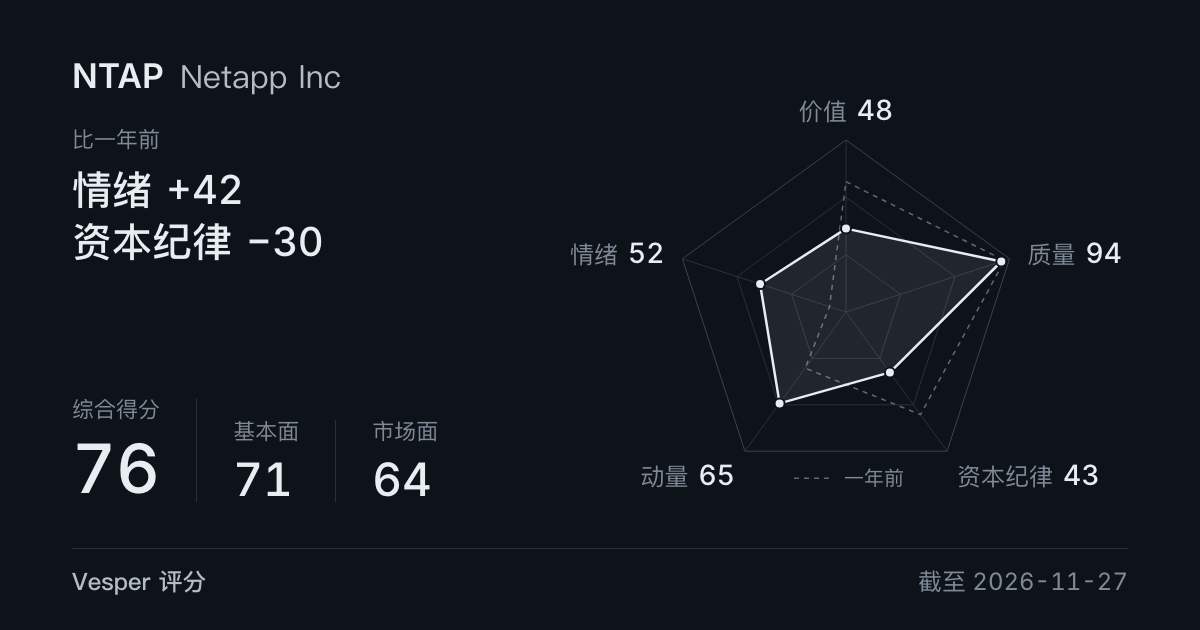 NTAP Netapp Inc
比一年前
情绪 +42
资本纪律 −30
价值 48
情绪 52
质量 94
动量 65
---- 一年前
资本纪律 43
综合得分
76
基本面
71
市场面
64
Vesper 评分
截至 2026-11-27